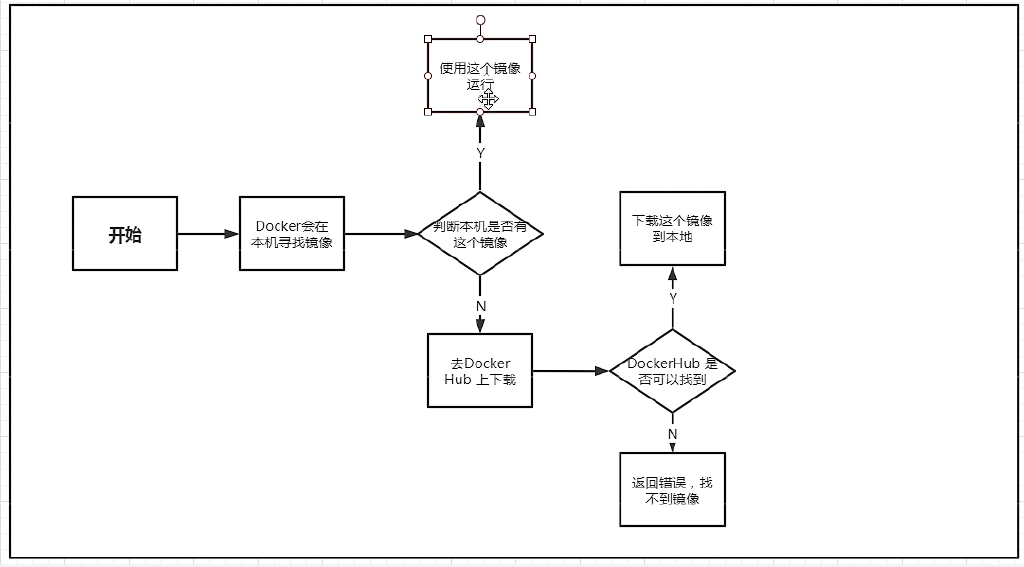 使用这个镜像
运行
Y
开始
Docker会在
本机寻找镜像
判断本机是否有
这个镜像
下载这个镜像
到本地
N
Y
去Docker
Hub 上下载
DockerHub 是
否可以找到
N
返回错误，找
不到镜像